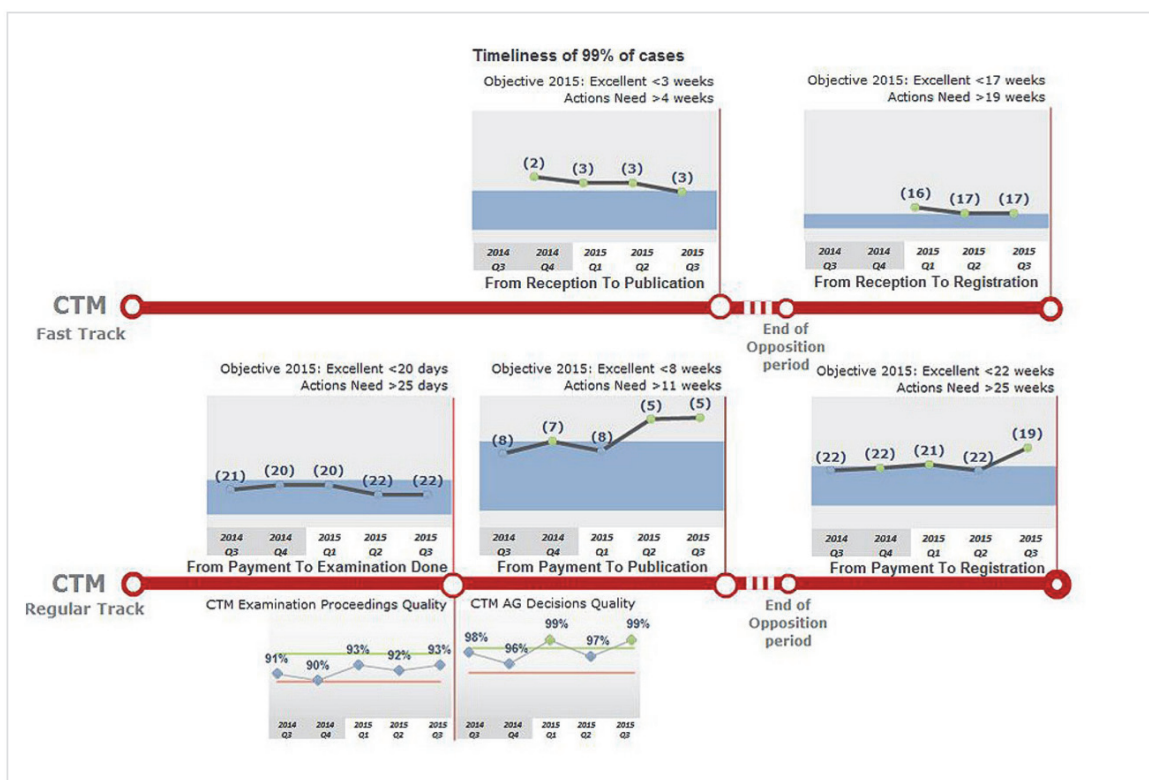 Timeliness of 99% of cases
Objective 2015: Excellent <3 weeks
Actions Need >4 weeks
(2) (3) (3) (3)
2014 Q3 2014 Q4 2015 Q1 2015 Q2 2015 Q3
From Reception To Publication
Objective 2015: Excellent <17 weeks
Actions Need >19 weeks
(16) (17) (17)
2014 Q3 2014 Q4 2015 Q1 2015 Q2 2015 Q3
From Reception To Registration
CTM
Fast Track
End of
Opposition
period
Objective 2015: Excellent <20 days
Actions Need >25 days
(21) (20) (20) (22) (22)
2014 Q3 2014 Q4 2015 Q1 2015 Q2 2015 Q3
From Payment To Examination Done
Objective 2015: Excellent <8 weeks
Actions Need >11 weeks
(8) (7) (8) (5) (5)
2014 Q3 2014 Q4 2015 Q1 2015 Q2 2015 Q3
From Payment To Publication
Objective 2015: Excellent <22 weeks
Actions Need >25 weeks
(22) (22) (21) (22) (19)
2014 Q3 2014 Q4 2015 Q1 2015 Q2 2015 Q3
From Payment To Registration
CTM
Regular Track
End of
Opposition
period
CTM Examination Proceedings Quality
91% 90% 93% 92% 93%
2014 Q3 2014 Q4 2015 Q1 2015 Q2 2015 Q3
CTM AG Decisions Quality
98% 96% 99% 97% 99%
2014 Q3 2014 Q4 2015 Q1 2015 Q2 2015 Q3